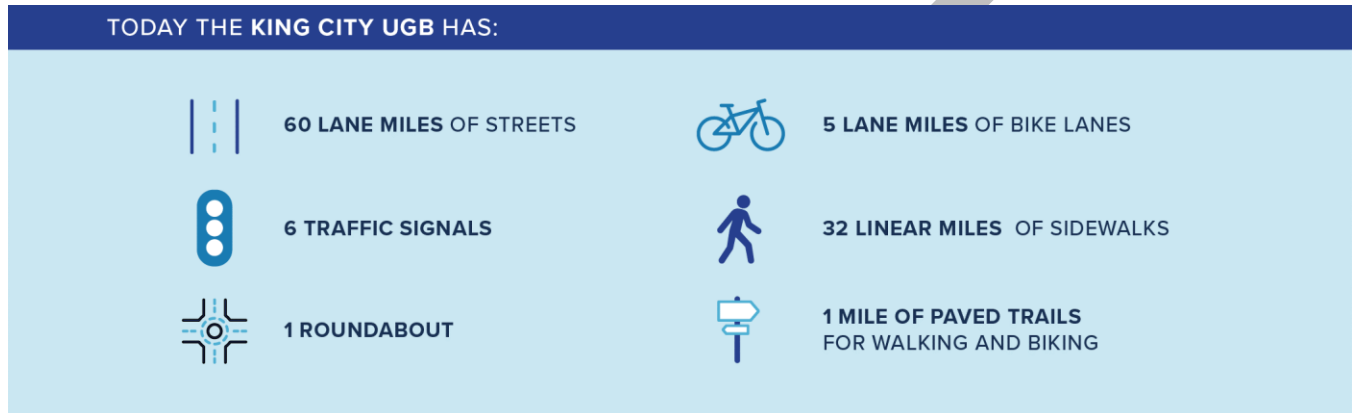 TODAY THE KING CITY UGB HAS:
60 LANE MILES OF STREETS
5 LANE MILES OF BIKE LANES
6 TRAFFIC SIGNALS
32 LINEAR MILES OF SIDEWALKS
1 ROUNDABOUT
1 MILE OF PAVED TRAILS
FOR WALKING AND BIKING